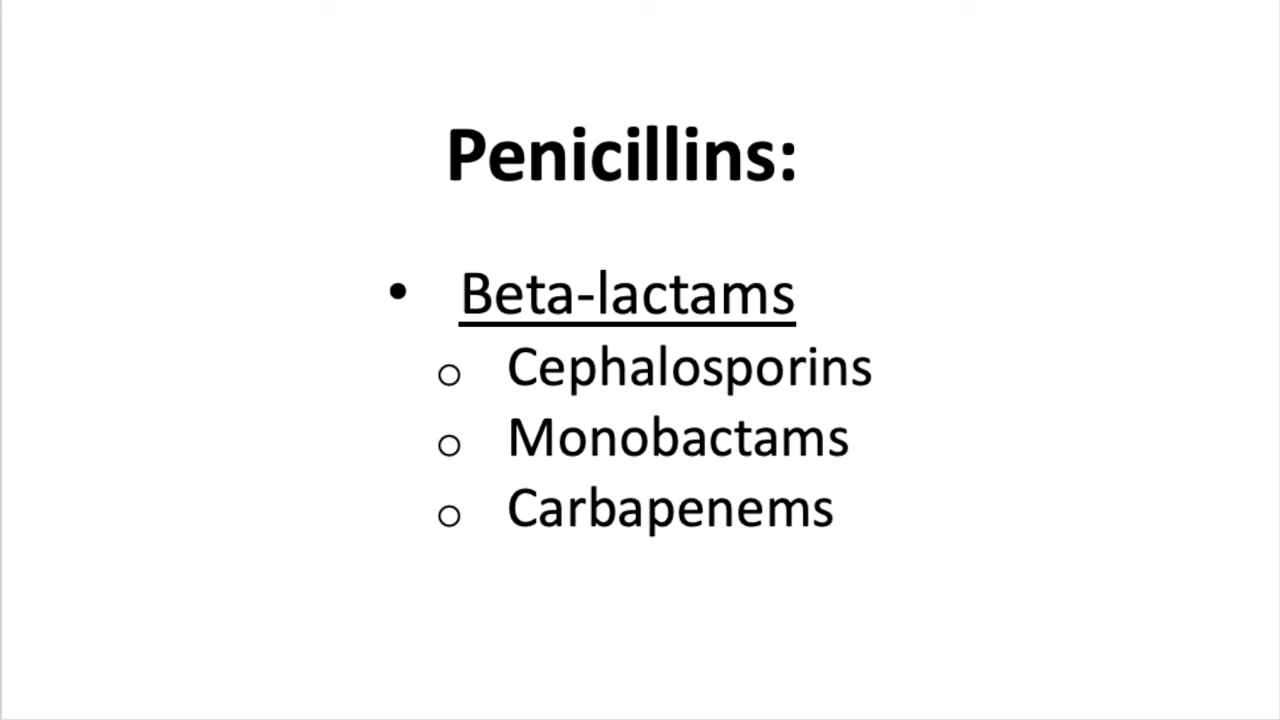 Penicillins:
• Beta-lactams
o Cephalosporins
o Monobactams
o Carbapenems